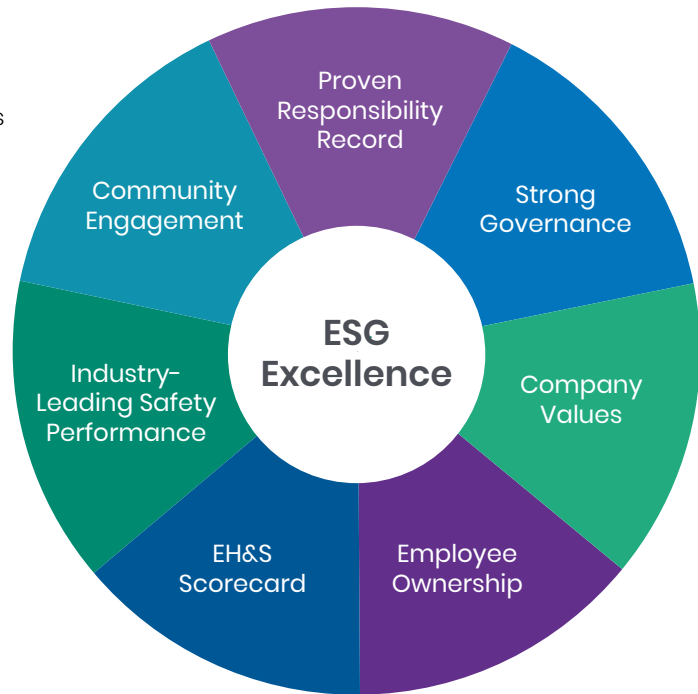 Proven
Responsibility
Record
Strong
Governance
Company
Values
Employee
Ownership
EH&S
Scorecard
Industry-
Leading Safety
Performance
Community
Engagement
ESG
Excellence
s